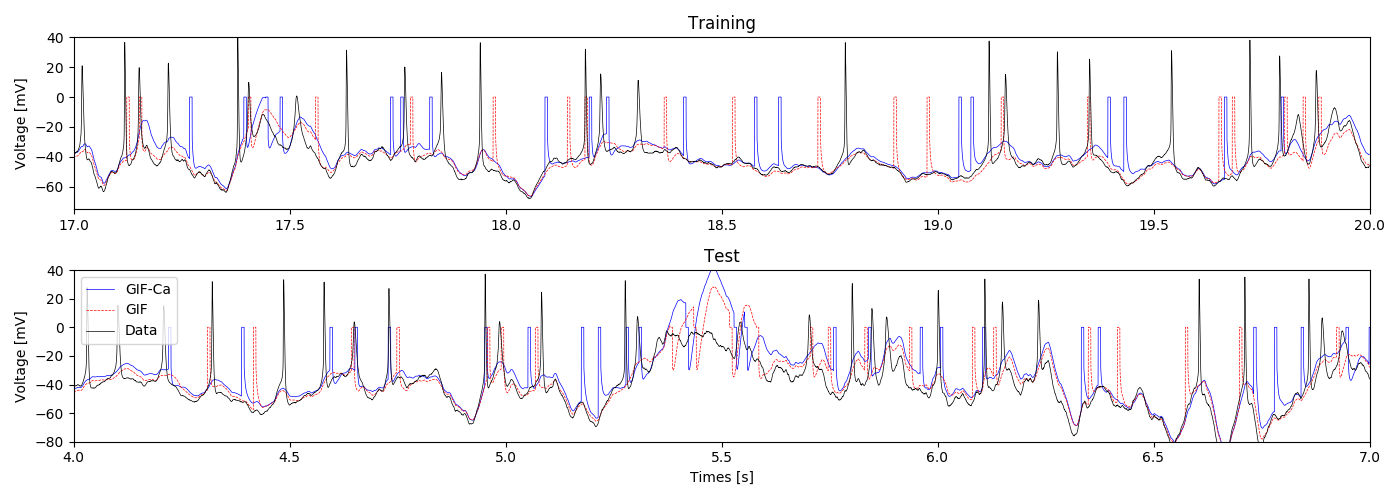 Training
Voltage [mV]
40
20
0
−20
−40
−60
17.0 17.5 18.0 18.5 19.0 19.5 20.0
Test
Voltage [mV]
40
20
0
−20
−40
−60
−80
GIF-Ca
GIF
Data
4.0 4.5 5.0 5.5 6.0 6.5 7.0
Times [s]